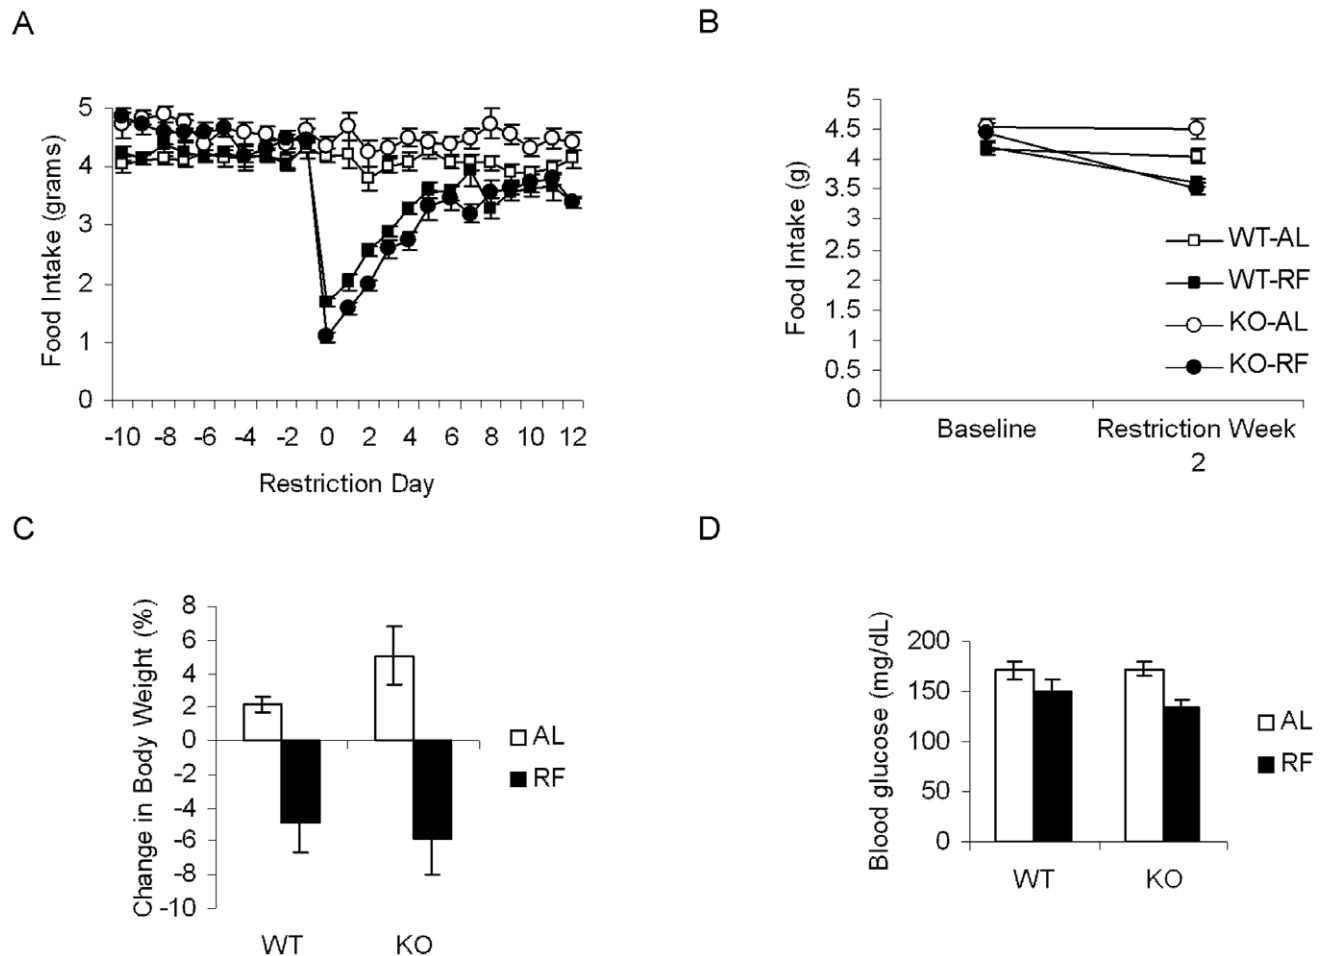 A
Food Intake (grams)
5
4
3
2
1
0
-10 -8 -6 -4 -2 0 2 4 6 8 10 12
Restriction Day
B
Food Intake (g)
5
4.5
4
3.5
3
2.5
2
1.5
1
0.5
0
WT-AL
WT-RF
KO-AL
KO-RF
Baseline Restriction Week
2
C
Change in Body Weight (%)
8
6
4
2
0
-2
-4
-6
-8
-10
WT KO
AL
RF
D
Blood glucose (mg/dL)
200
150
100
50
0
WT KO
AL
RF